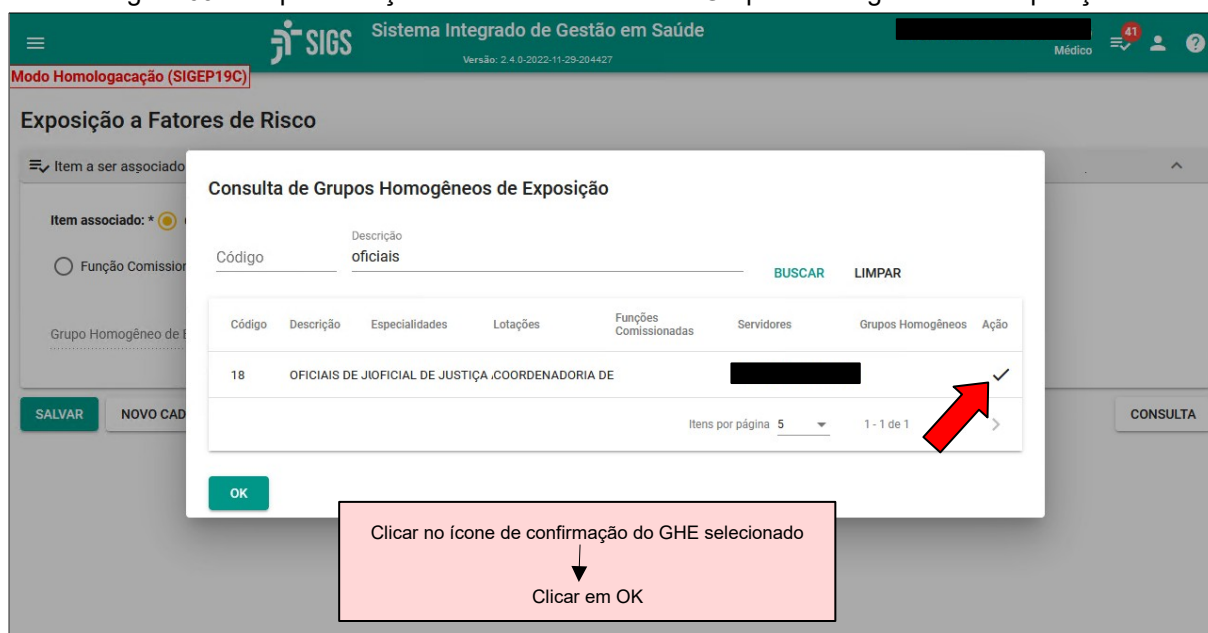 SIGS
Sistema Integrado de Gestão em Saúde
Versão: 2.4.0-2022-11-29-204427
Médico
41
Modo Homologacação (SIGEP19C)
Exposição a Fatores de Risco
Item a ser associado
Item associado: *
Função Comission
Grupo Homogêneo de E
SALVAR
NOVO CAD
CONSULTA
Consulta de Grupos Homogêneos de Exposição
Código
Descrição
oficiais
BUSCAR
LIMPAR
Código Descrição Especialidades Lotações Funções Comissionadas Servidores Grupos Homogêneos Ação
18 OFICIAIS DE JIOFICIAL DE JUSTIÇA COORDENADORIA DE
Itens por página 5 1 - 1 de 1
OK
Clicar no ícone de confirmação do GHE selecionado
Clicar em OK